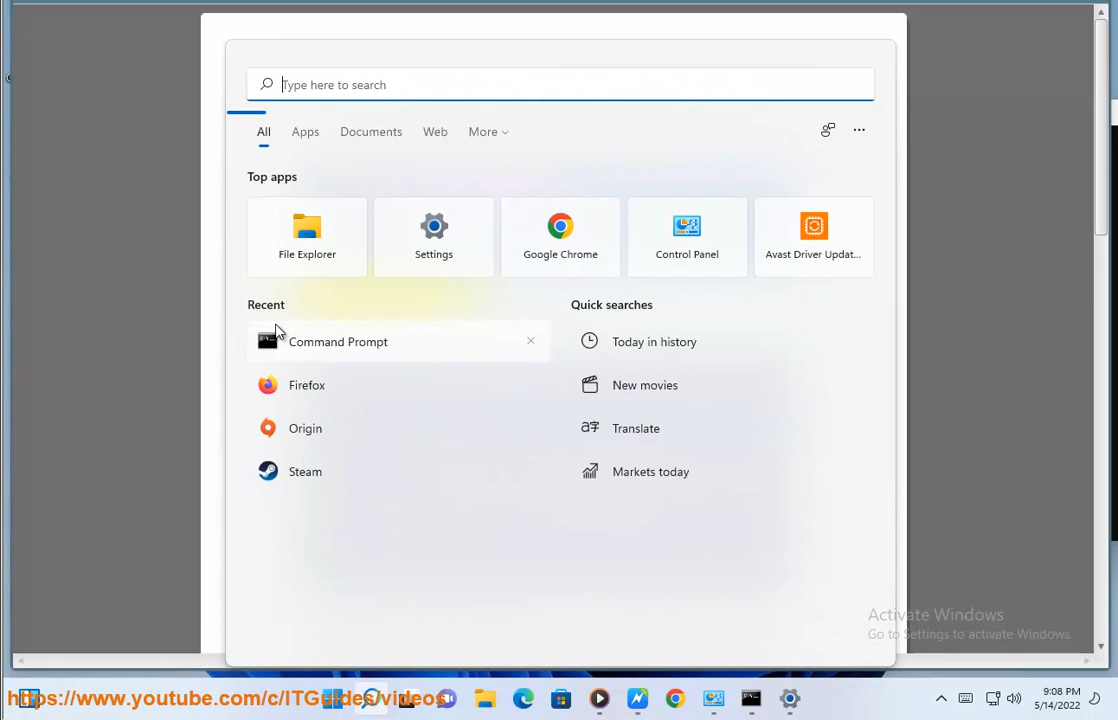 Type here to search
All Apps Documents Web More
Top apps
File Explorer Settings Google Chrome Control Panel Avast Driver Updat...
Recent Quick searches
Command Prompt Today in history
Firefox New movies
Origin Translate
Steam Markets today
Activate Windows
Go to Settings to activate Windows.
https://www.youtube.com/c/ITGuides/videos
9:08 PM
5/14/2022